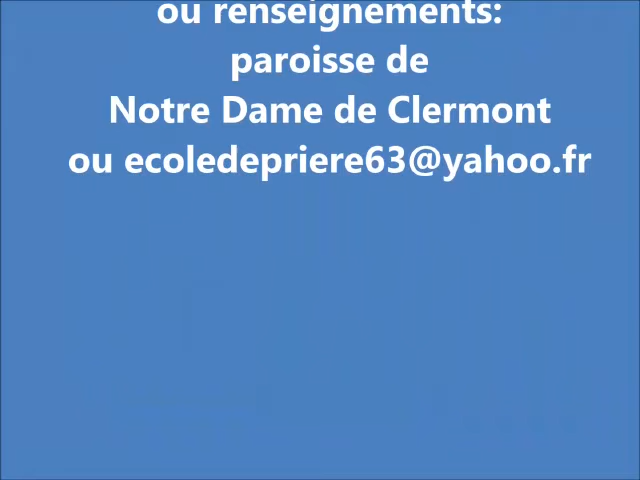 ou renseignements:
paroisse de
Notre Dame de Clermont
ou ecoledepriere63@yahoo.fr